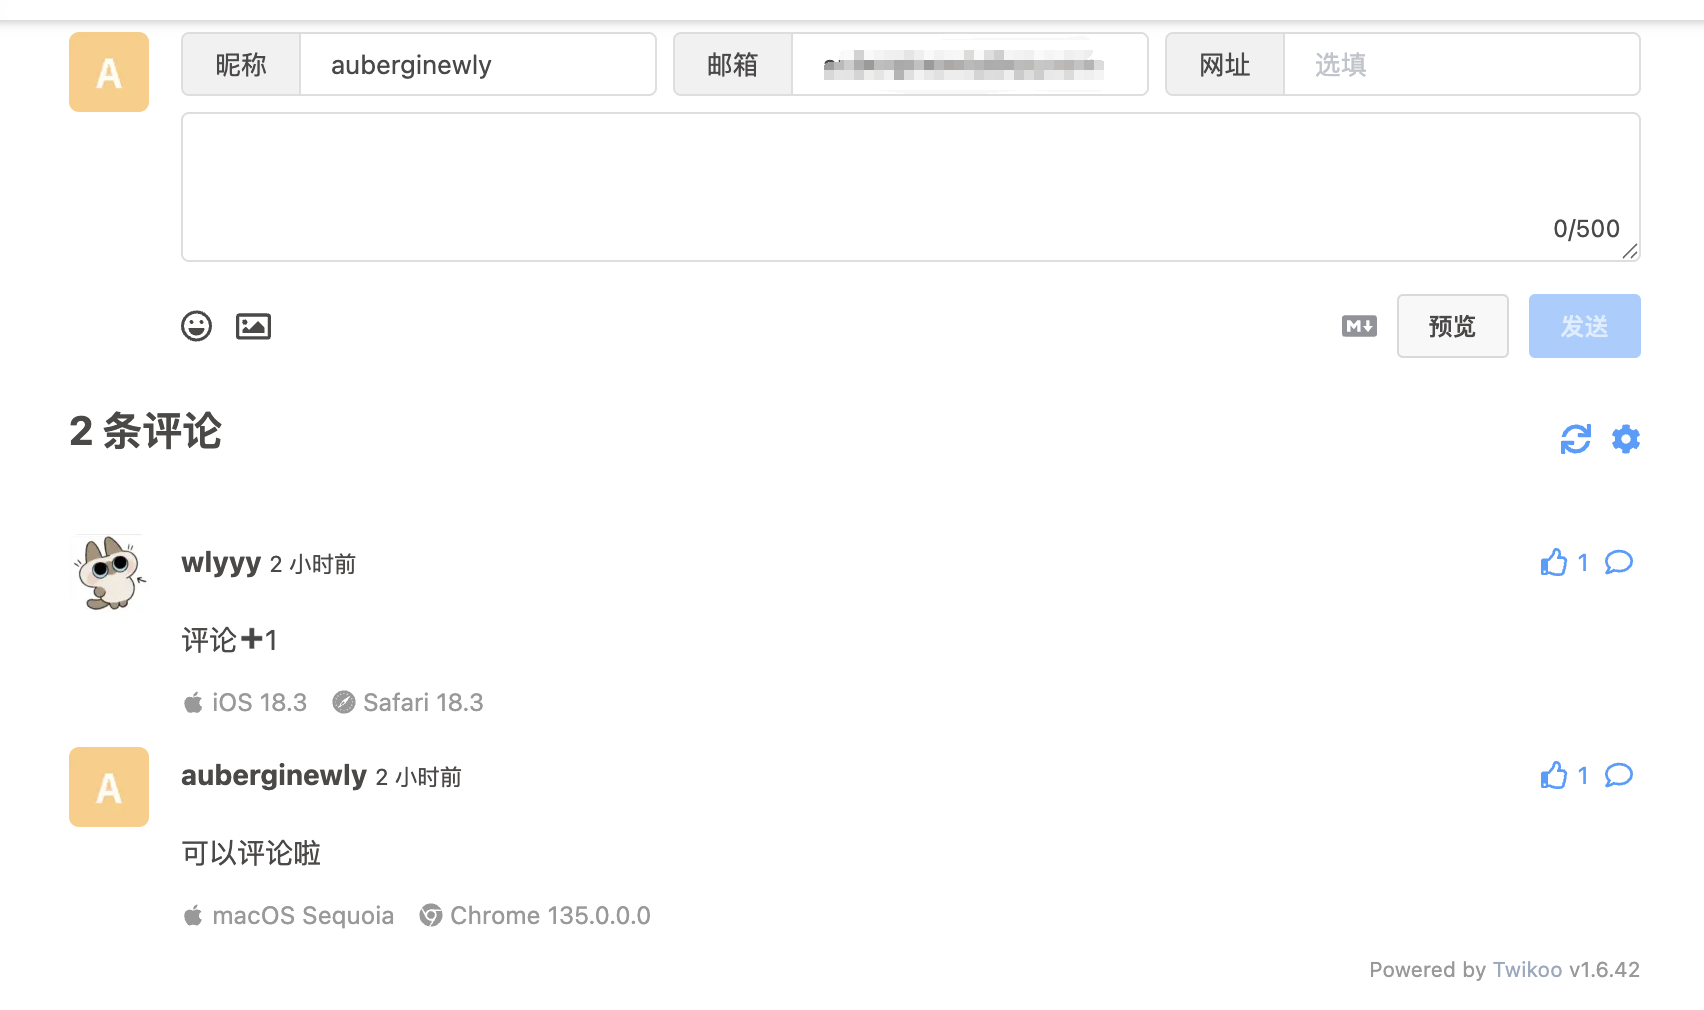 A 昵称 auberginewly 邮箱 网址 选填
0/500
M 预览 发送
2 条评论
wlyyy 2 小时前 1
评论➕1
iOS 18.3 Safari 18.3
A auberginewly 2 小时前 1
可以评论啦
macOS Sequoia Chrome 135.0.0.0
Powered by Twikoo v1.6.42